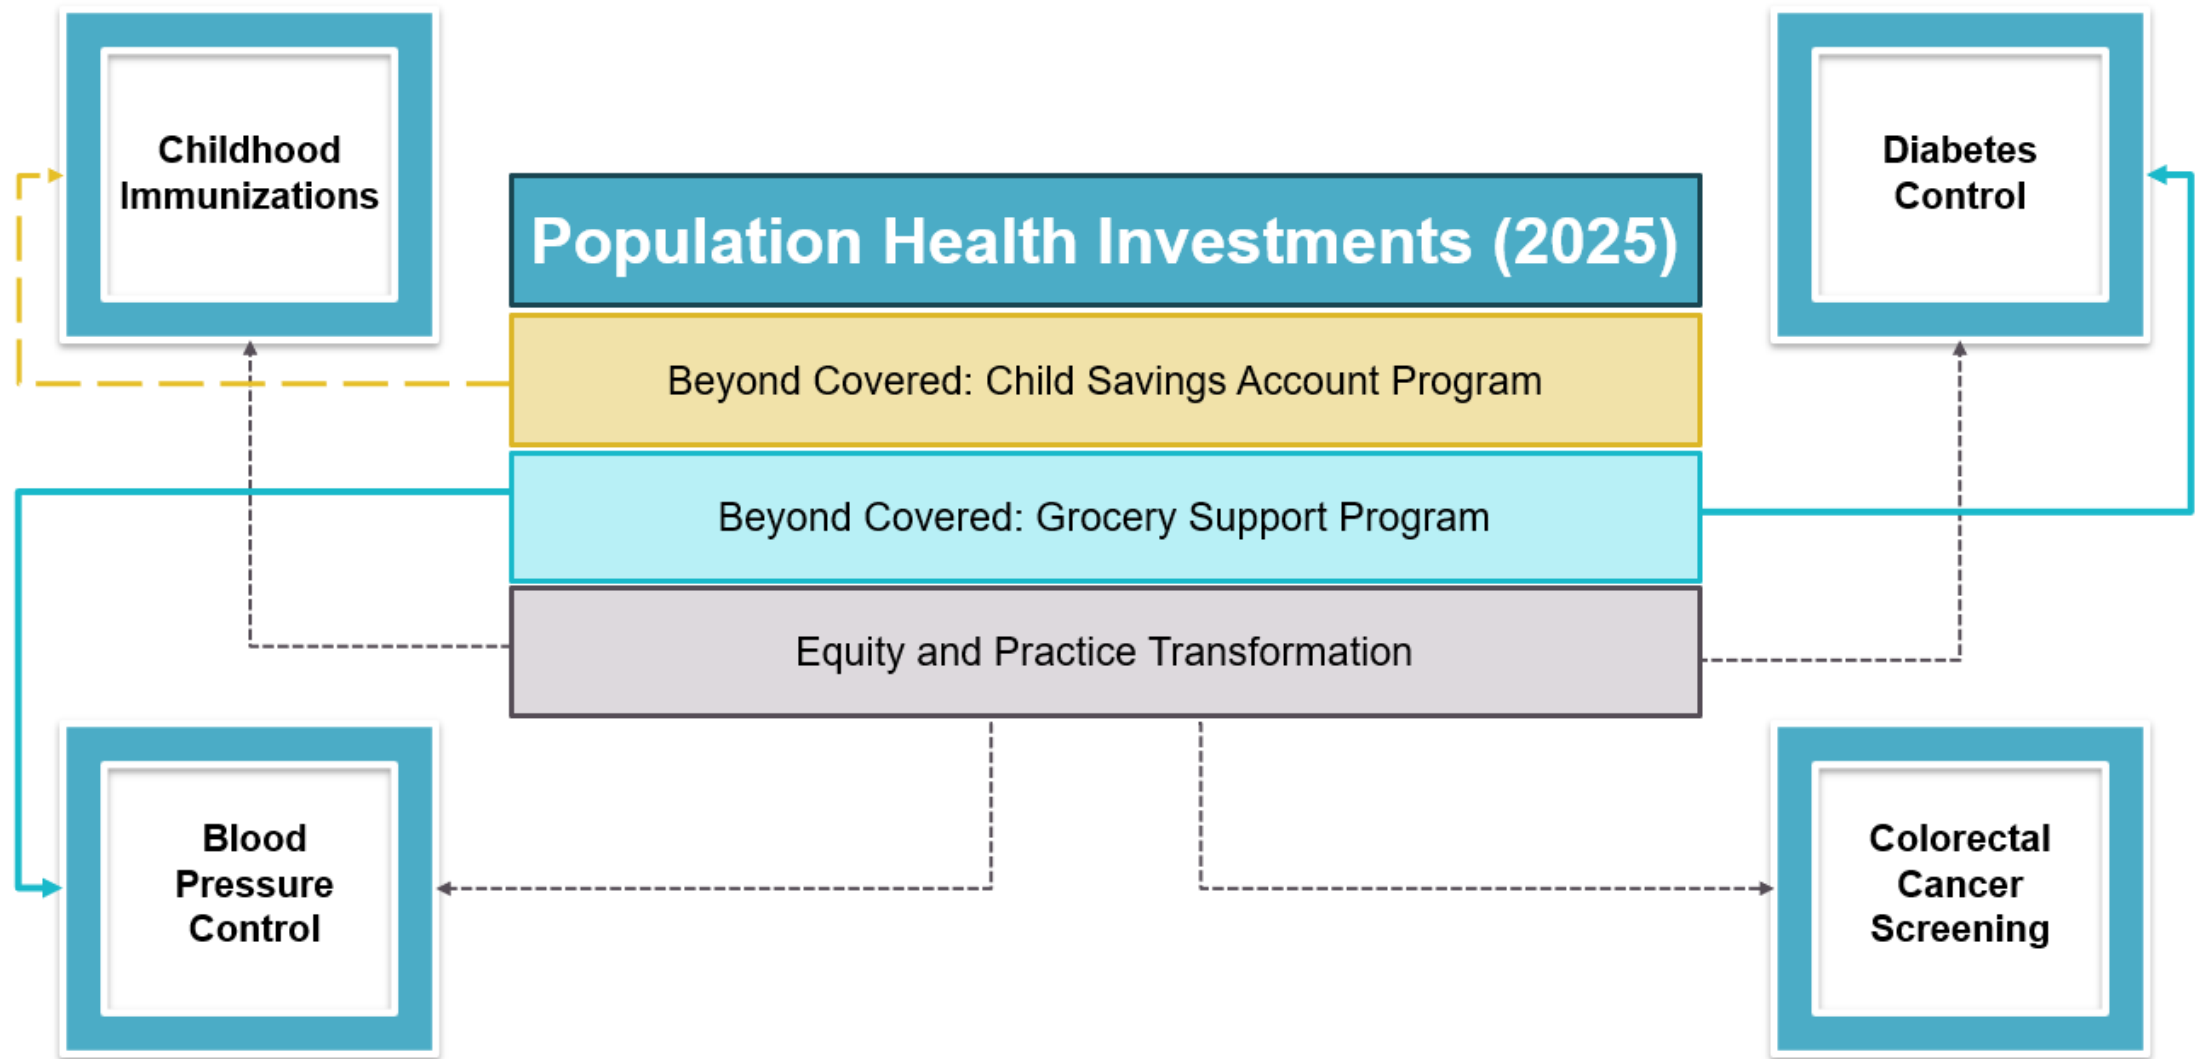 Childhood
Immunizations
Diabetes
Control
Population Health Investments (2025)
Beyond Covered: Child Savings Account Program
Beyond Covered: Grocery Support Program
Equity and Practice Transformation
Blood
Pressure
Control
Colorectal
Cancer
Screening